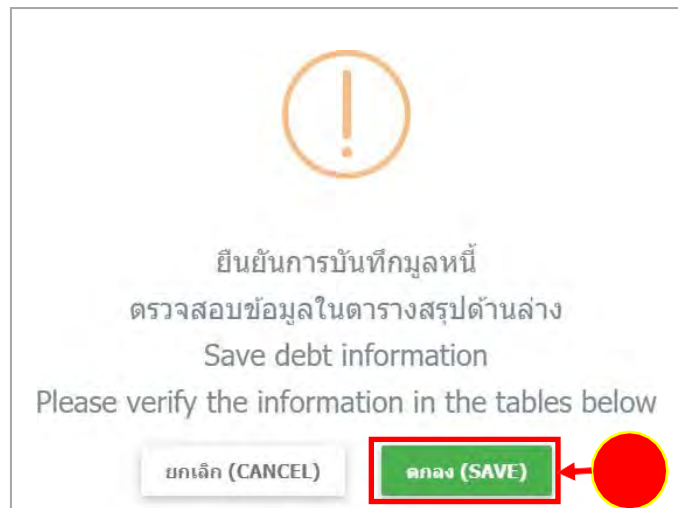 ยืนยันการบันทึกมูลหนี้
ตรวจสอบข้อมูลในตารางสรุปด้านล่าง
Save debt information
Please verify the information in the tables below
ยกเลิก (CANCEL)
ตกลง (SAVE)